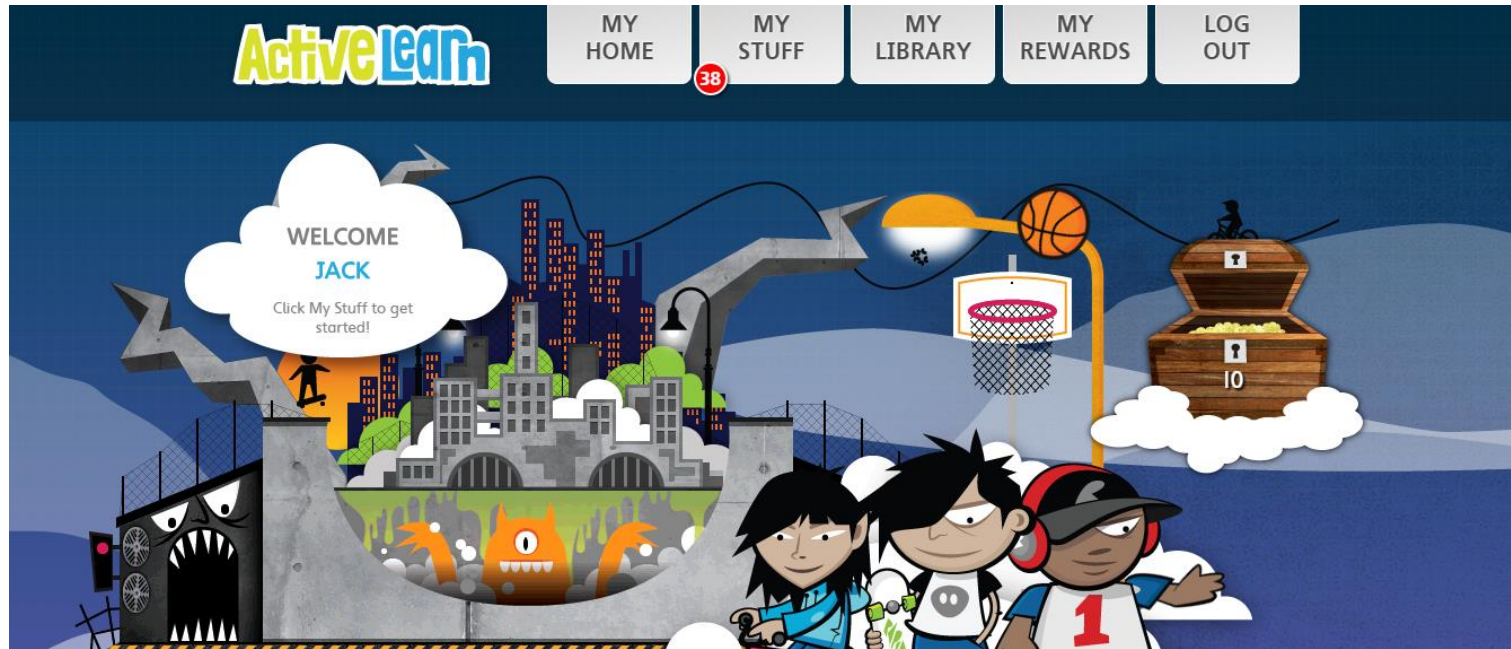 ActiveLearn
MY
HOME
MY
STUFF
38
MY
LIBRARY
MY
REWARDS
LOG
OUT
WELCOME
JACK
Click My Stuff to get
started!
10
1